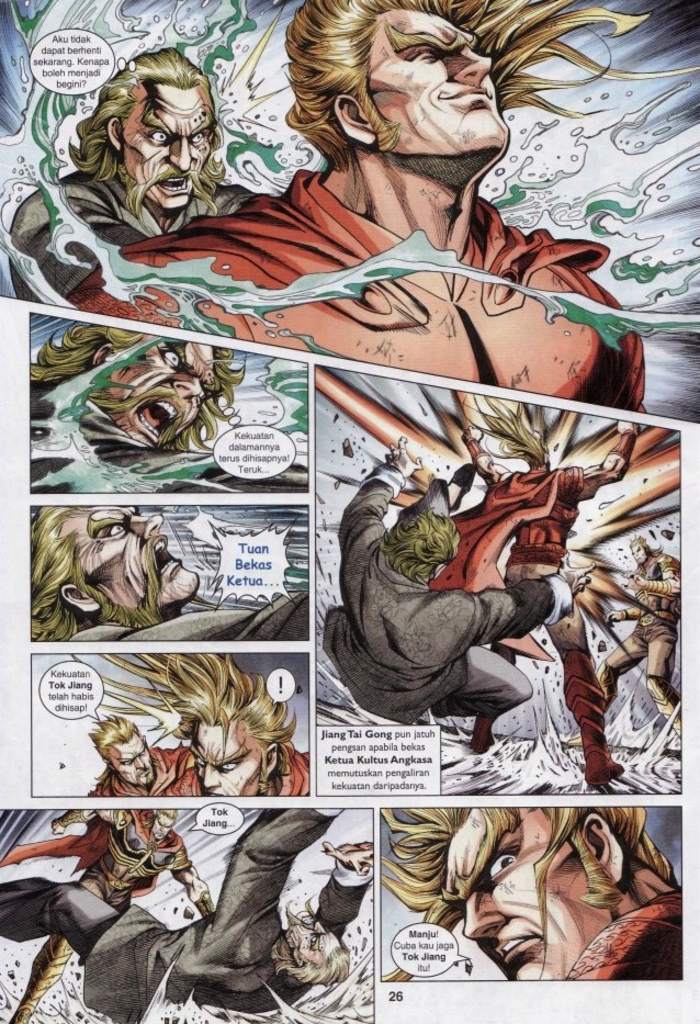 Aku tidak
dapat berhenti
sekarang. Kenapa
boleh menjadi
begini?
Kekuatan
dalamannya
terus dihisapnya!
Teruk...
Tuan
Bekas
Ketua...
Jiang Tai Gong pun jatuh
pengsan apabila bekas
Ketua Kultus Angkasa
memutuskan pengaliran
kekuatan daripadanya.
Kekuatan
Tok Jiang
telah habis
dihisap!
!
Tok
Jiang...
Manju!
Cuba kau jaga
Tok Jiang
itu!
26